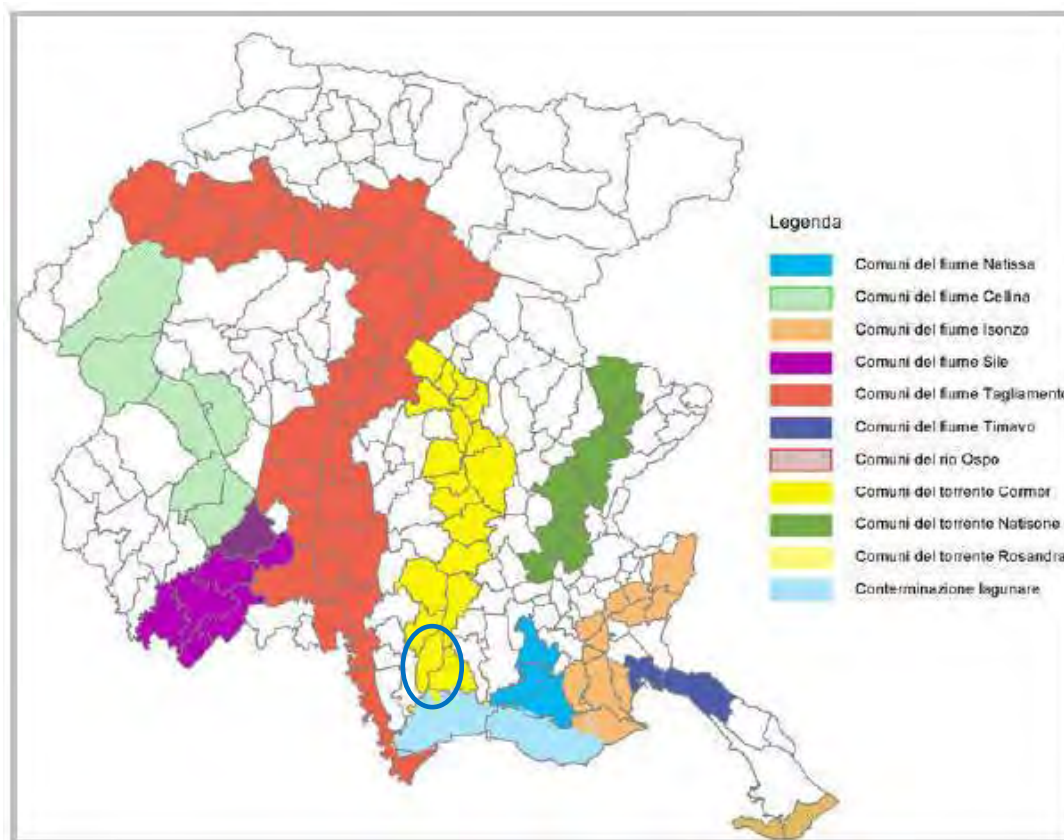 Legenda
Comuni del fiume Natissa
Comuni del fiume Cellina
Comuni del fiume Isonzo
Comuni del fiume Sile
Comuni del fiume Tagliamento
Comuni del fiume Timavo
Comuni del rio Ospo
Comuni del torrente Cormor
Comuni del torrente Natisone
Comuni del torrente Rosandra
Conterminazione lagunare